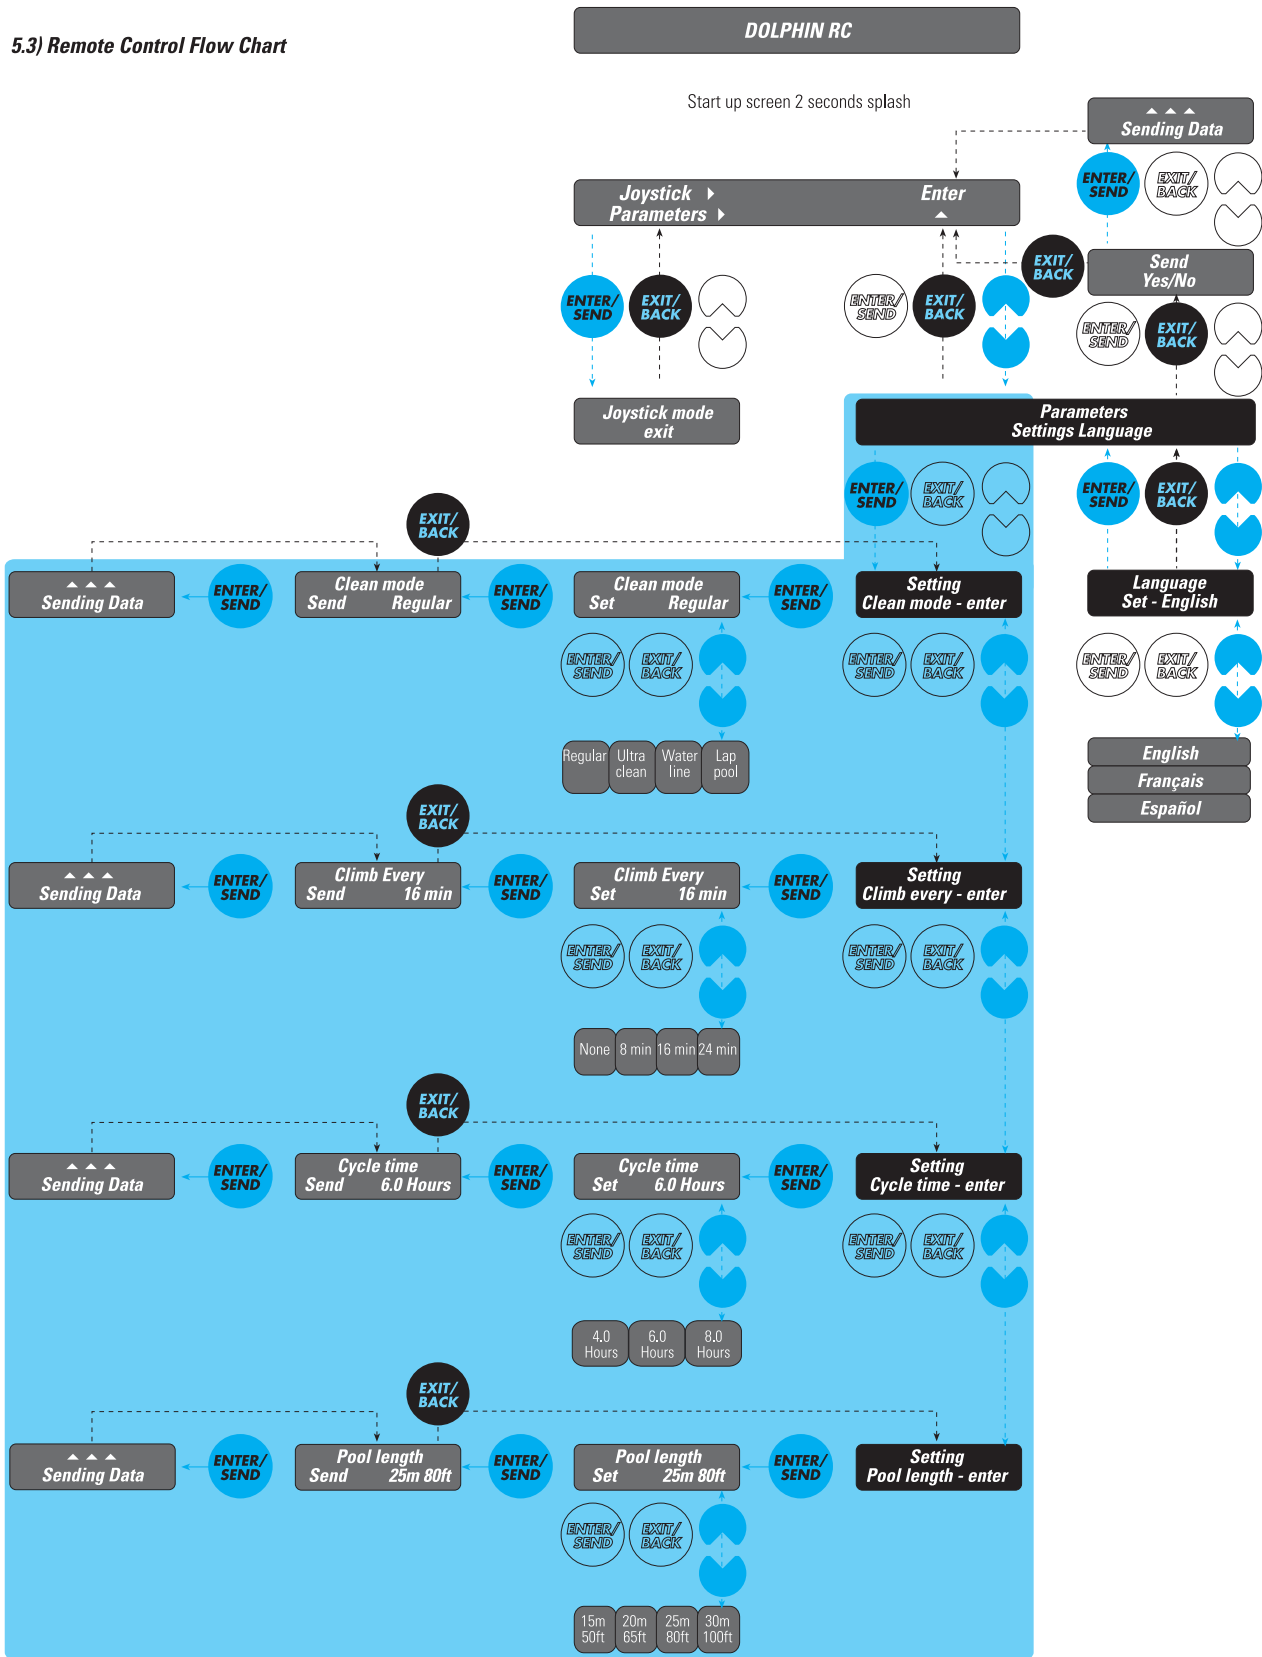 5.3) Remote Control Flow Chart
DOLPHIN RC
Start up screen 2 seconds splash
Sending Data
ENTER/
SEND
EXIT/
BACK
Joystick
Enter
Parameters
EXIT/
BACK
Send
Yes/No
ENTER/
SEND
EXIT/
BACK
ENTER/
SEND
EXIT/
BACK
ENTER/
SEND
EXIT/
BACK
Joystick mode
exit
Parameters
Settings Language
ENTER/
SEND
EXIT/
BACK
ENTER/
SEND
EXIT/
BACK
EXIT/
BACK
Sending Data
ENTER/
SEND
Clean mode
Send Regular
ENTER/
SEND
Clean mode
Set Regular
ENTER/
SEND
Setting
Clean mode - enter
Language
Set - English
ENTER/
SEND
EXIT/
BACK
ENTER/
SEND
EXIT/
BACK
ENTER/
SEND
EXIT/
BACK
Regular
Ultra
clean
Water
line
Lap
pool
English
Français
Español
EXIT/
BACK
Sending Data
ENTER/
SEND
Climb Every
Send 16 min
ENTER/
SEND
Climb Every
Set 16 min
ENTER/
SEND
Setting
Climb every - enter
ENTER/
SEND
EXIT/
BACK
ENTER/
SEND
EXIT/
BACK
None
8 min
16 min
24 min
EXIT/
BACK
Sending Data
ENTER/
SEND
Cycle time
Send 6.0 Hours
ENTER/
SEND
Cycle time
Set 6.0 Hours
ENTER/
SEND
Setting
Cycle time - enter
ENTER/
SEND
EXIT/
BACK
ENTER/
SEND
EXIT/
BACK
4.0
Hours
6.0
Hours
8.0
Hours
EXIT/
BACK
Sending Data
ENTER/
SEND
Pool length
Send 25m 80ft
ENTER/
SEND
Pool length
Set 25m 80ft
ENTER/
SEND
Setting
Pool length - enter
ENTER/
SEND
EXIT/
BACK
15m
50ft
20m
65ft
25m
80ft
30m
100ft